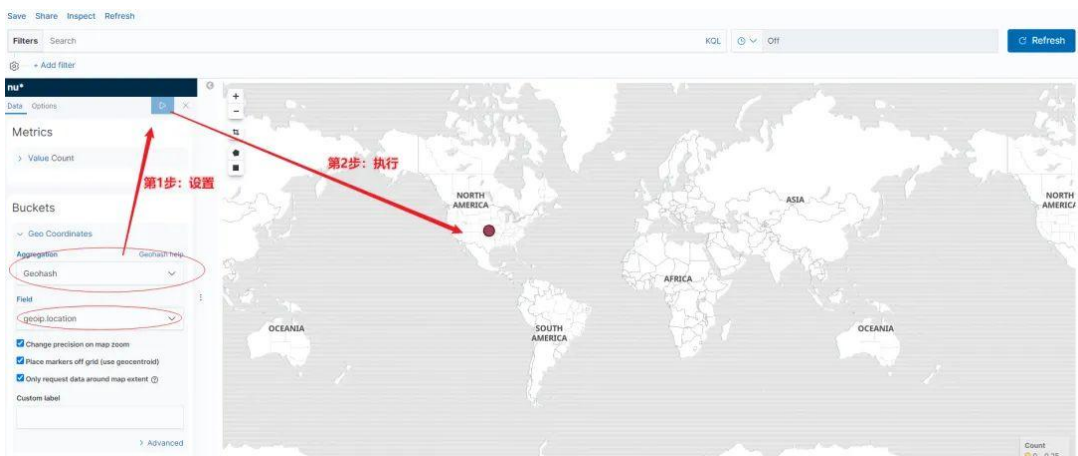 Save Share Inspect Refresh
Filters Search KQL Off Refresh
+ Add filter
nu*
Data Options
Metrics
Value Count
第1步：设置
第2步：执行
Buckets
Geo Coordinates
Aggregation Geohash help
Geohash
Field
geoip.location
Change precision on map zoom
Place markers off grid (use geocentroid)
Only request data around map extent
Custom label
Advanced
NORTH
AMERICA
ASIA
NORTH
AMERICA
AFRICA
OCEANIA
SOUTH
AMERICA
OCEANIA
Count